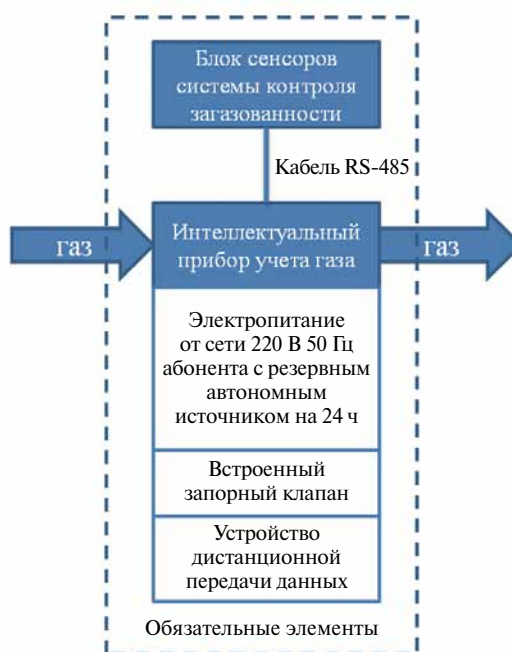 Блок сенсоров
системы контроля
загазованности
Кабель RS-485
газ
Интеллектуальный
прибор учета газа
газ
Электропитание
от сети 220 В 50 Гц
абонента с резервным
автономным
источником на 24 ч
Встроенный
запорный клапан
Устройство
дистанционной
передачи данных
Обязательные элементы